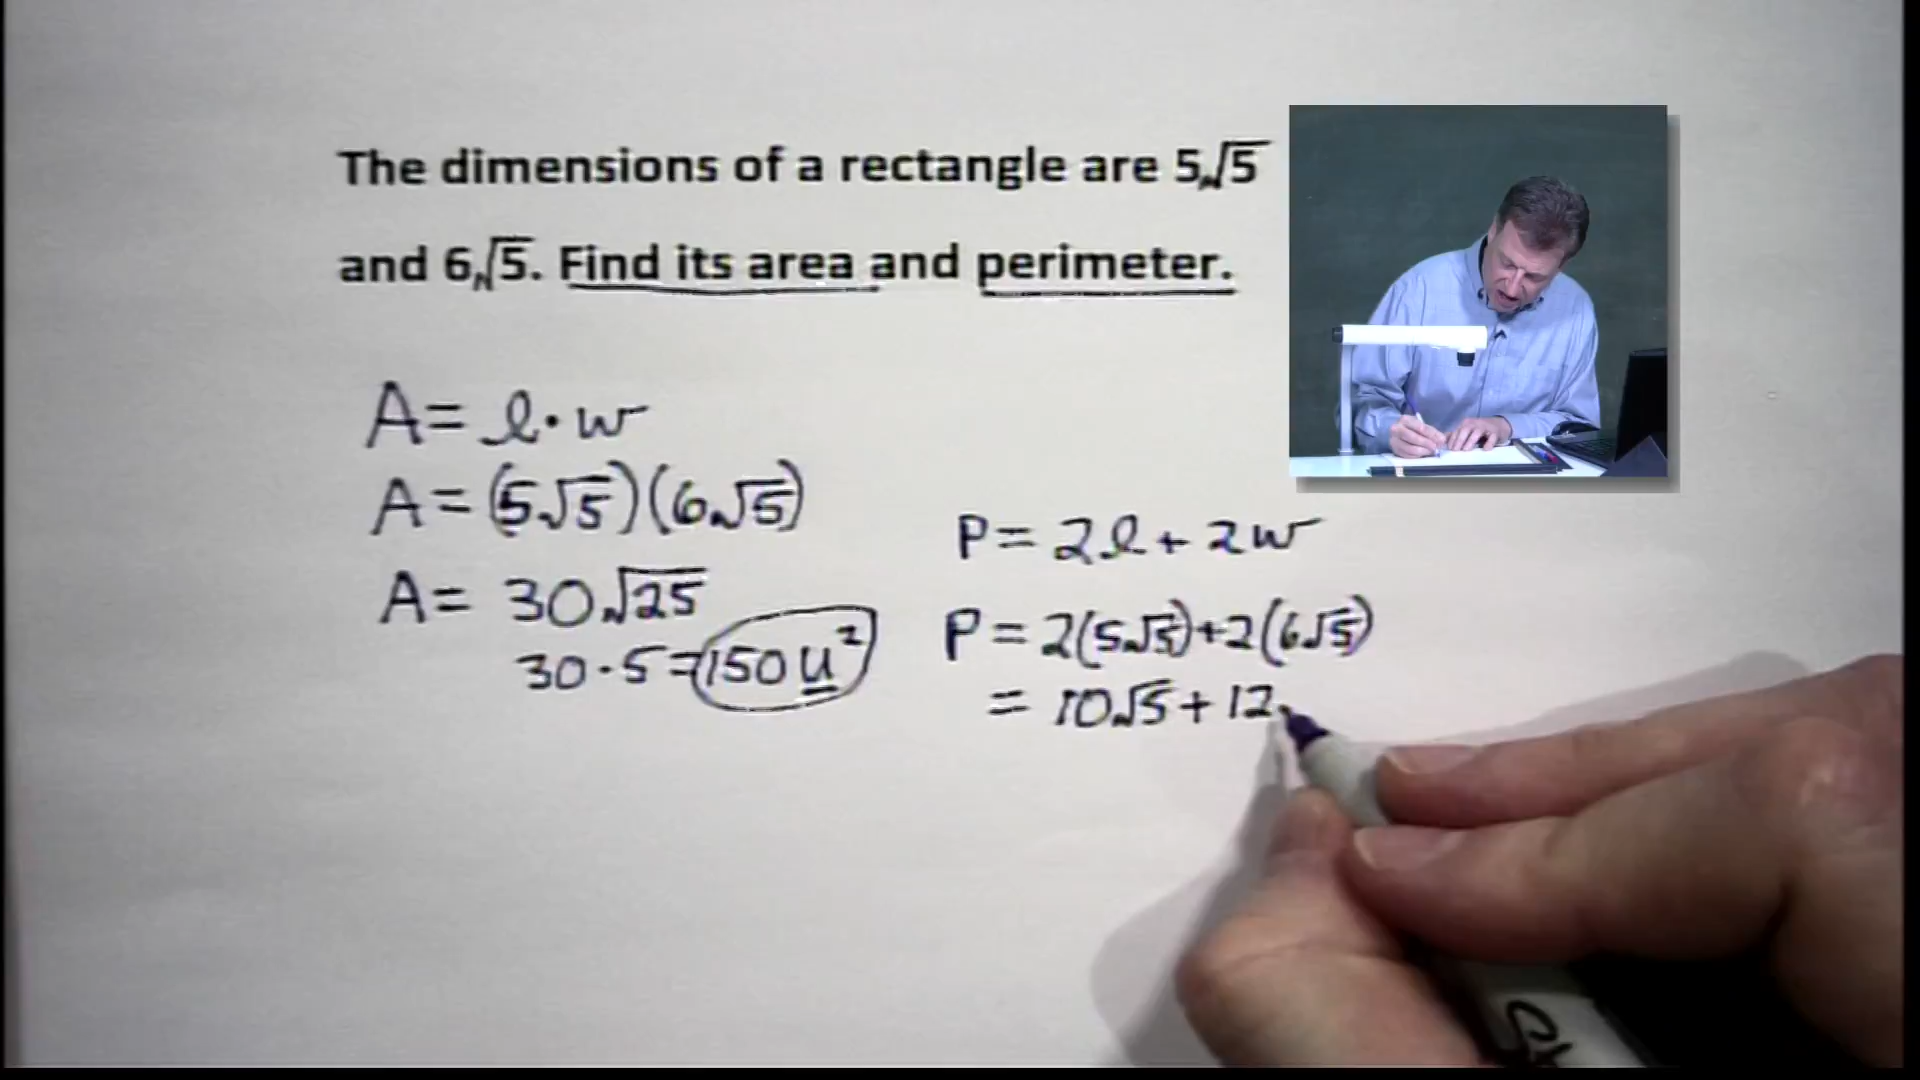 The dimensions of a rectangle are 5√5
and 6√5. Find its area and perimeter.
A = l · w
A = (5√5)(6√5)
A = 30√25
30 · 5 = 150 u²
P = 2l + 2w
P = 2(5√5) + 2(6√5)
= 10√5 + 12